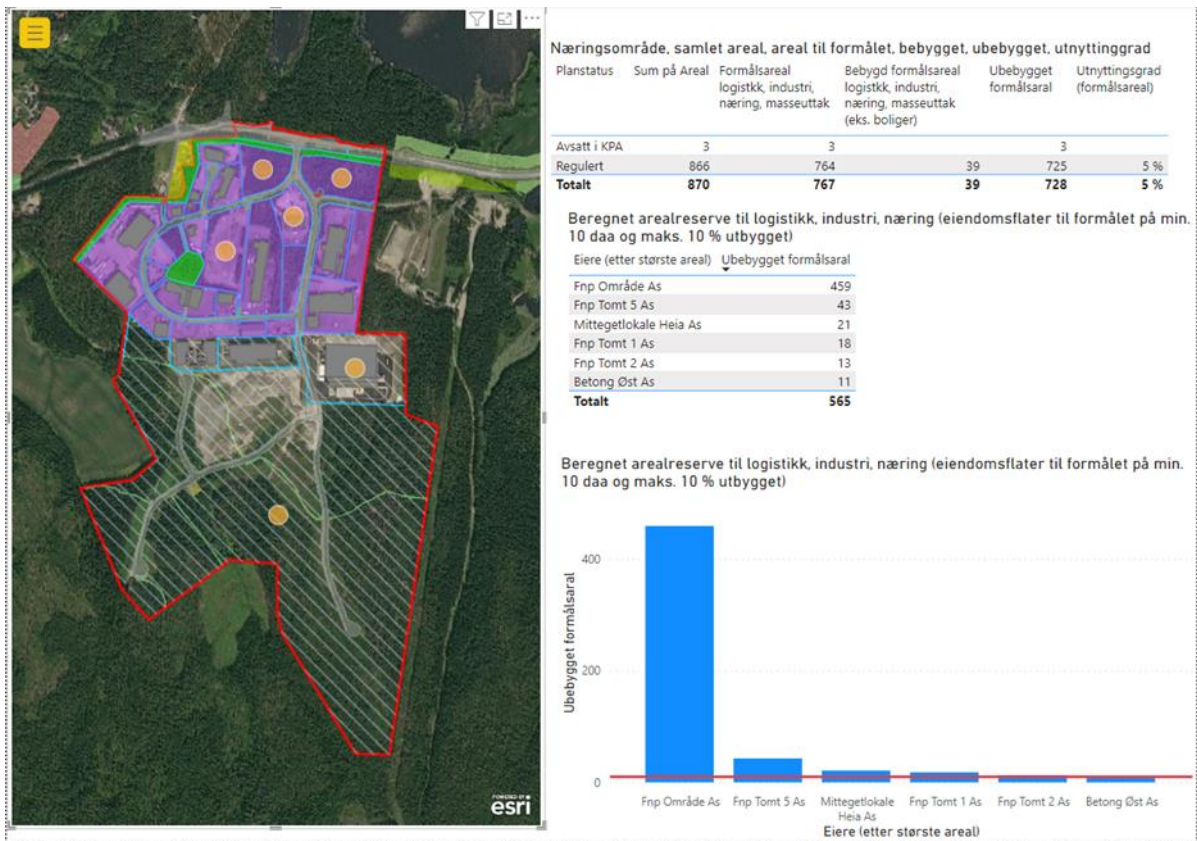 Næringsområde, samlet areal, areal til formålet, bebygget, ubebygget, utnyttinggrad
Planstatus Sum på Areal Formålsareal logistkk, industri, næring, masseuttak Bebygd formålsareal logistkk, industri, næring, masseuttak (eks. boliger) Ubebygget formålsaral Utnyttingsgrad (formålsareal)
Avsatt i KPA 3 3 3
Regulert 866 764 39 725 5 %
Totalt 870 767 39 728 5 %
Beregnet arealreserve til logistikk, industri, næring (eiendomsflater til formålet på min.
10 daa og maks. 10 % utbygget)
Eiere (etter største areal) Ubebygget formålsaral
Fnp Område As 459
Fnp Tomt 5 As 43
Mittegetlokale Heia As 21
Fnp Tomt 1 As 18
Fnp Tomt 2 As 13
Betong Øst As 11
Totalt 565
Beregnet arealreserve til logistikk, industri, næring (eiendomsflater til formålet på min.
10 daa og maks. 10 % utbygget)
Ubebygget formålsaral
400
200
0
Fnp Område As Fnp Tomt 5 As Mittegetlokale Heia As Fnp Tomt 1 As Fnp Tomt 2 As Betong Øst As
Eiere (etter største areal)
POWERED BY
esri